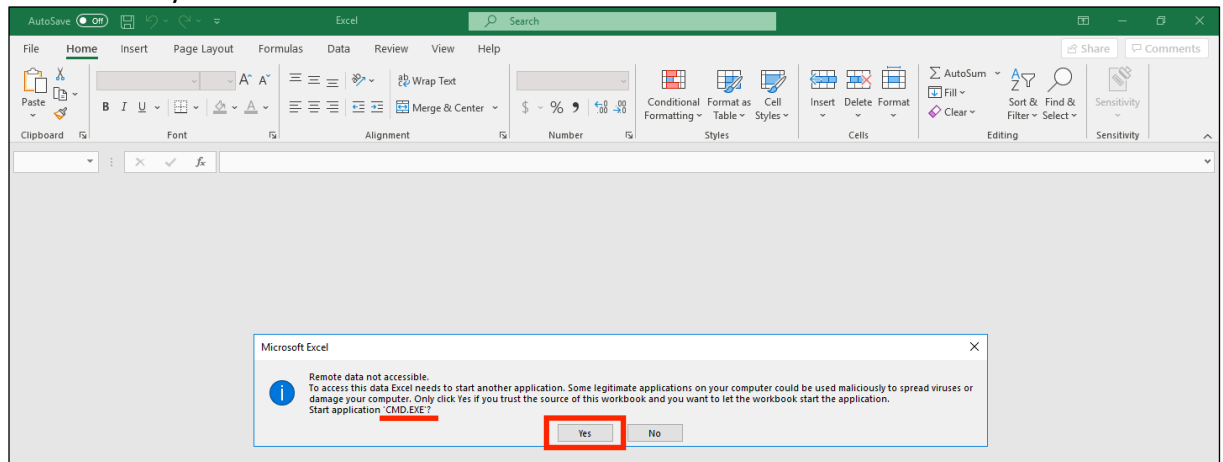 AutoSave Off Excel Search
File Home Insert Page Layout Formulas Data Review View Help Share Comments
A^ A˅ Wrap Text
Paste B I U A Merge & Center $ % 9 .00 Conditional Formatting Format as Table Cell Styles Insert Delete Format AutoSum Fill Clear Sort & Filter Find & Select Sensitivity
Clipboard Font Alignment Number Styles Cells Editing Sensitivity
fx
Microsoft Excel
Remote data not accessible.
To access this data Excel needs to start another application. Some legitimate applications on your computer could be used maliciously to spread viruses or
damage your computer. Only click Yes if you trust the source of this workbook and you want to let the workbook start the application.
Start application 'CMD.EXE'?
Yes No